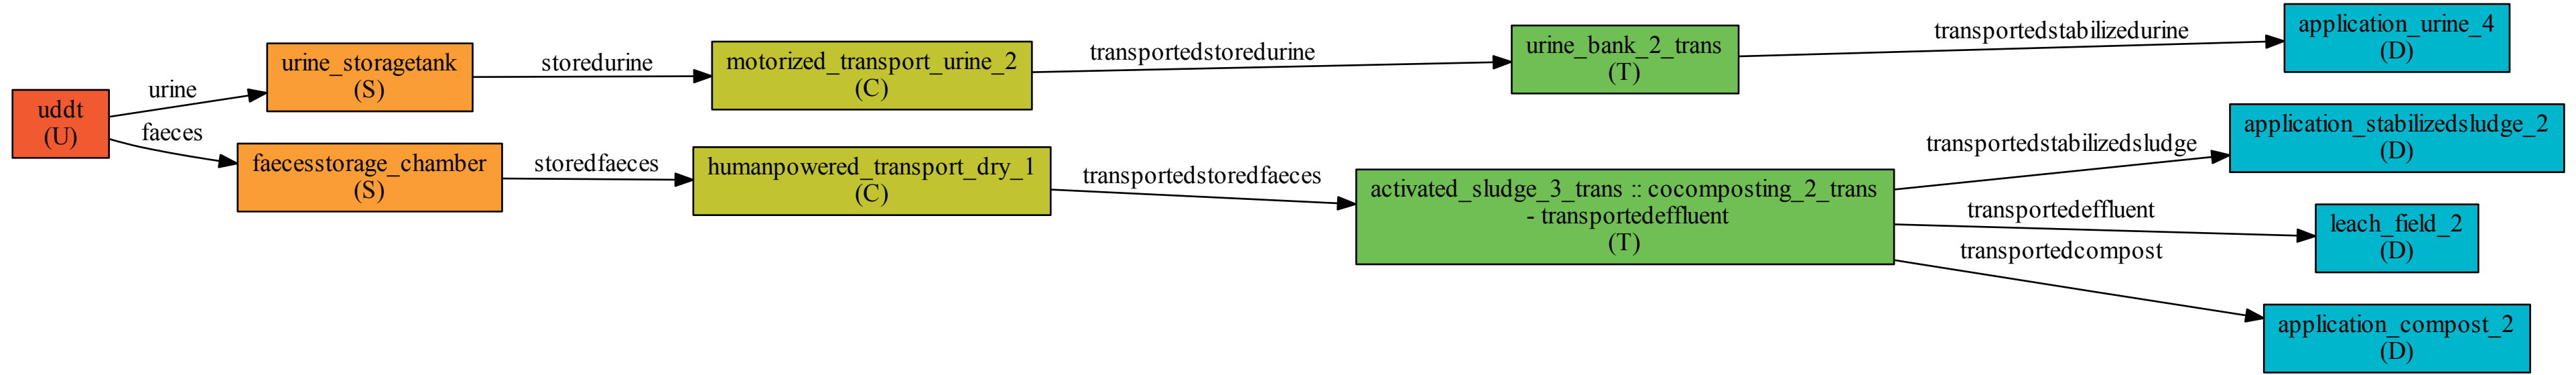 uddt
(U)
urine
faeces
urine_storagetank
(S)
faecesstorage_chamber
(S)
storedurine
storedfaeces
motorized_transport_urine_2
(C)
humanpowered_transport_dry_1
(C)
transportedstoredurine
transportedstoredfaeces
urine_bank_2_trans
(T)
activated_sludge_3_trans :: cocomposting_2_trans
- transportedeffluent
(T)
transportedstabilizedurine
transportedstabilizedsludge
transportedeffluent
transportedcompost
application_urine_4
(D)
application_stabilizedsludge_2
(D)
leach_field_2
(D)
application_compost_2
(D)